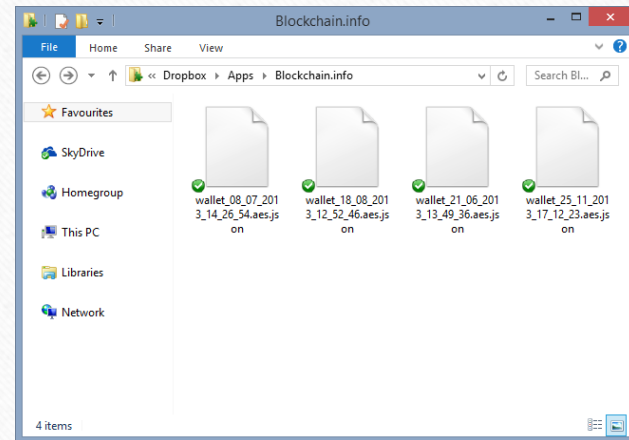 Blockchain.info
File Home Share View
« Dropbox Apps Blockchain.info
Search Bl...
Favourites
SkyDrive
Homegroup
This PC
Libraries
Network
wallet_08_07_201
3_14_26_54.aes.js
on
wallet_18_08_201
3_12_52_46.aes.js
on
wallet_21_06_201
3_13_49_36.aes.js
on
wallet_25_11_201
3_17_12_23.aes.js
on
4 items